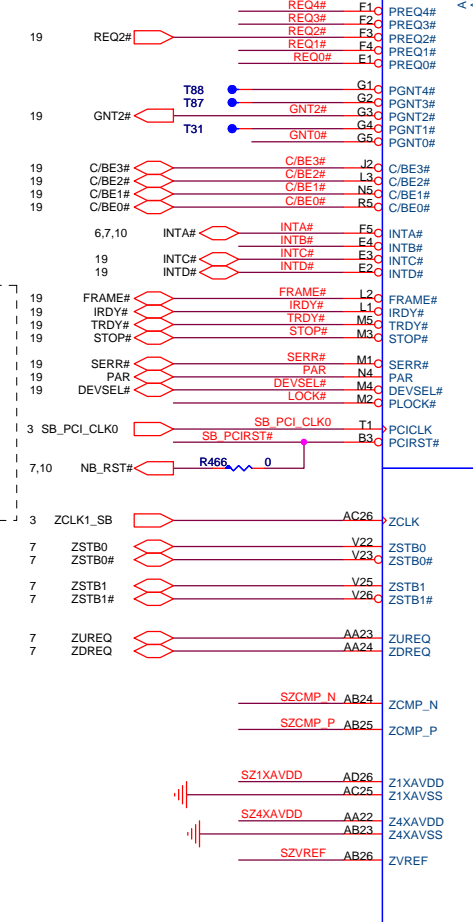 REQ4# F1 PREQ4# A
REQ3# F2 PREQ3#
19 REQ2# REQ2# F3 PREQ2#
REQ1# F4 PREQ1#
REQ0# E1 PREQ0#
T88 G1 PGNT4#
T87 G2 PGNT3#
19 GNT2# GNT2# G3 PGNT2#
T31 G4 PGNT1#
GNT0# G5 PGNT0#
19 C/BE3# C/BE3# J2 C/BE3#
19 C/BE2# C/BE2# L3 C/BE2#
19 C/BE1# C/BE1# N5 C/BE1#
19 C/BE0# C/BE0# R5 C/BE0#
6,7,10 INTA# INTA# F5 INTA#
INTB# E4 INTB#
19 INTC# INTC# E3 INTC#
19 INTD# INTD# E2 INTD#
19 FRAME# FRAME# L2 FRAME#
19 IRDY# IRDY# L1 IRDY#
19 TRDY# TRDY# M5 TRDY#
19 STOP# STOP# M3 STOP#
19 SERR# SERR# M1 SERR#
19 PAR PAR N4 PAR
19 DEVSEL# DEVSEL# M4 DEVSEL#
LOCK# M2 PLOCK#
3 SB_PCI_CLK0 SB_PCI_CLK0 T1 PCICLK
SB_PCIRST# B3 PCIRST#
7,10 NB_RST# R466 0
3 ZCLK1_SB AC26 ZCLK
7 ZSTB0 V22 ZSTB0
7 ZSTB0# V23 ZSTB0#
7 ZSTB1 V25 ZSTB1
7 ZSTB1# V26 ZSTB1#
7 ZUREQ AA23 ZUREQ
7 ZDREQ AA24 ZDREQ
SZCMP_N AB24 ZCMP_N
SZCMP_P AB25 ZCMP_P
SZ1XAVDD AD26 Z1XAVDD
AC25 Z1XAVSS
SZ4XAVDD AA22 Z4XAVDD
AB23 Z4XAVSS
SZVREF AB26 ZVREF